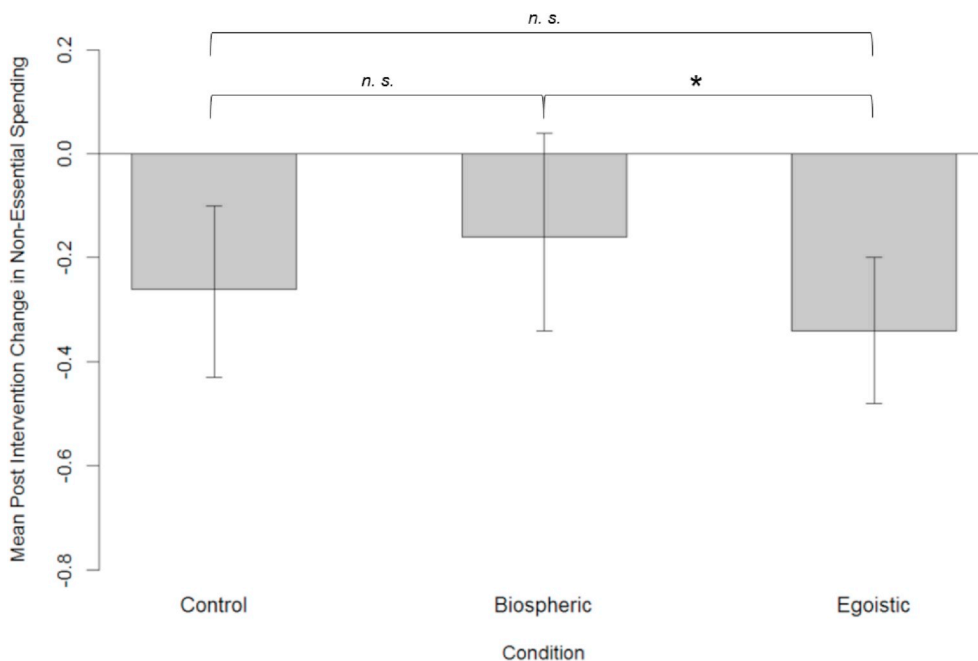 n. s.
n. s.
*
Mean Post Intervention Change in Non-Essential Spending
0.2
0.0
-0.2
-0.4
-0.6
-0.8
Control Biospheric Egoistic
Condition